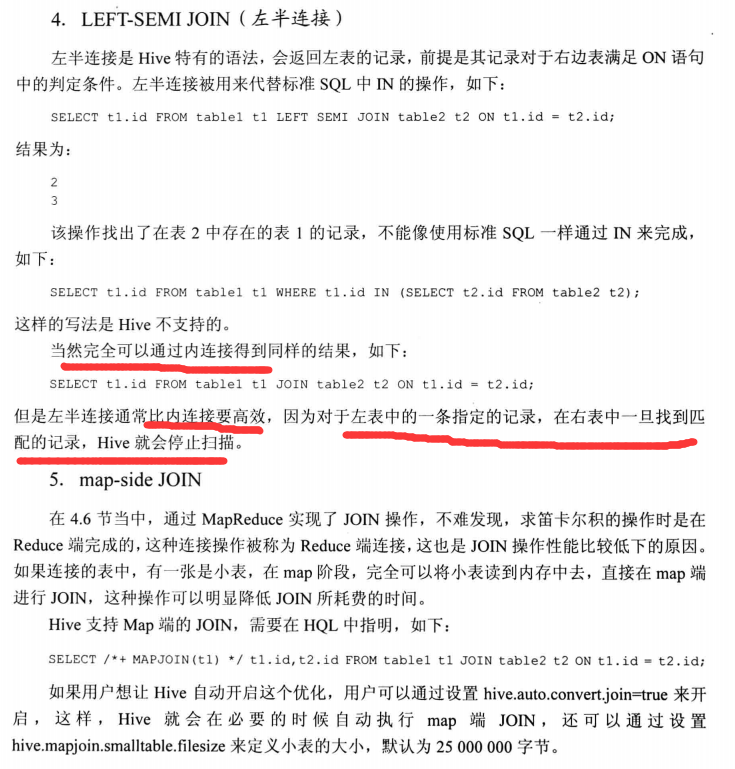 4. LEFT-SEMI JOIN（左半连接）
左半连接是 Hive 特有的语法，会返回左表的记录，前提是其记录对于右边表满足 ON 语句
中的判定条件。左半连接被用来代替标准 SQL 中 IN 的操作，如下：
SELECT t1.id FROM table1 t1 LEFT SEMI JOIN table2 t2 ON t1.id = t2.id;
结果为：
2
3
该操作找出了在表 2 中存在的表 1 的记录，不能像使用标准 SQL 一样通过 IN 来完成，
如下：
SELECT t1.id FROM table1 t1 WHERE t1.id IN (SELECT t2.id FROM table2 t2);
这样的写法是 Hive 不支持的。
当然完全可以通过内连接得到同样的结果，如下：
SELECT t1.id FROM table1 t1 JOIN table2 t2 ON t1.id = t2.id;
但是左半连接通常比内连接要高效，因为对于左表中的一条指定的记录，在右表中一旦找到匹
配的记录，Hive 就会停止扫描。
5. map-side JOIN
在 4.6 节当中，通过 MapReduce 实现了 JOIN 操作，不难发现，求笛卡尔积的操作时是在
Reduce 端完成的，这种连接操作被称为 Reduce 端连接，这也是 JOIN 操作性能比较低下的原因。
如果连接的表中，有一张是小表，在 map 阶段，完全可以将小表读到内存中去，直接在 map 端
进行 JOIN，这种操作可以明显降低 JOIN 所耗费的时间。
Hive 支持 Map 端的 JOIN，需要在 HQL 中指明，如下：
SELECT /*+ MAPJOIN(t1) */ t1.id,t2.id FROM table1 t1 JOIN table2 t2 ON t1.id = t2.id;
如果用户想让 Hive 自动开启这个优化，用户可以通过设置 hive.auto.convert.join=true 来开
启，这样，Hive 就会在必要的时候自动执行 map 端 JOIN，还可以通过设置
hive.mapjoin.smalltable.filesize 来定义小表的大小，默认为 25 000 000 字节。